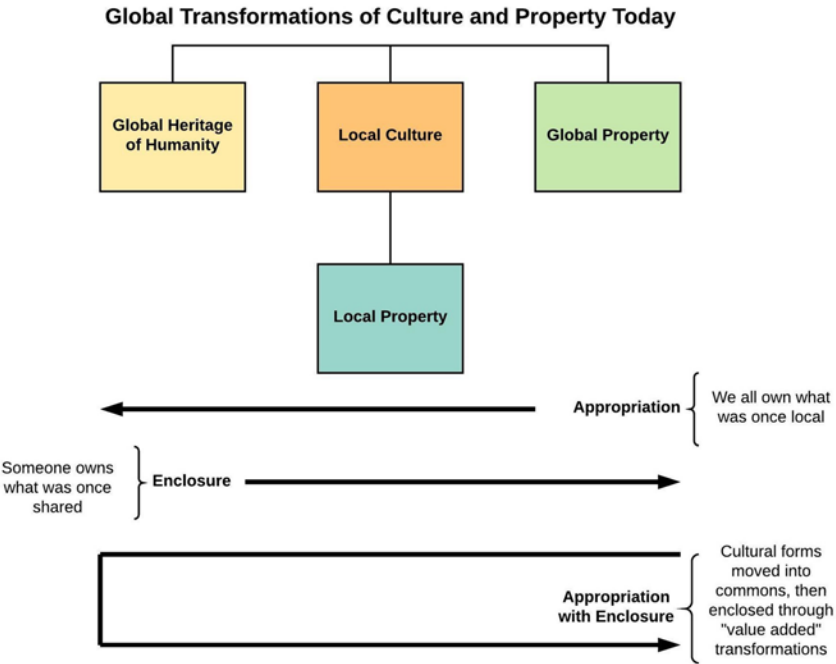 Global Transformations of Culture and Property Today
Global Heritage
of Humanity
Local Culture
Global Property
Local Property
Appropriation
We all own what
was once local
Someone owns
what was once
shared
Enclosure
Appropriation
with Enclosure
Cultural forms
moved into
commons, then
enclosed through
"value added"
transformations